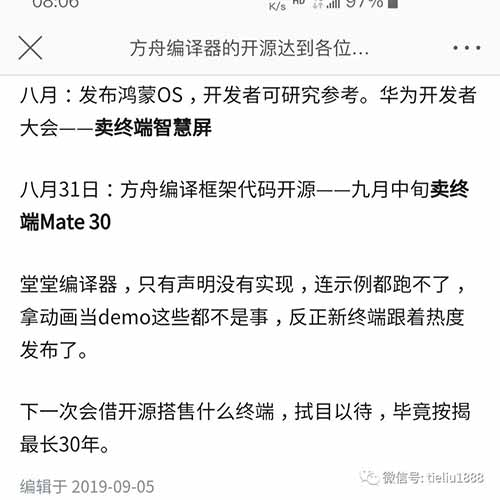 08:06
K/s HD 97%
方舟编译器的开源达到各位...
八月：发布鸿蒙OS，开发者可研究参考。华为开发者
大会——卖终端智慧屏
八月31日：方舟编译框架代码开源——九月中旬卖终
端Mate 30
堂堂编译器，只有声明没有实现，连示例都跑不了，
拿动画当demo这些都不是事，反正新终端跟着热度
发布了。
下一次会借开源搭售什么终端，拭目以待，毕竟按揭
最长30年。
编辑于 2019-09-05
微信号: tieliu1888